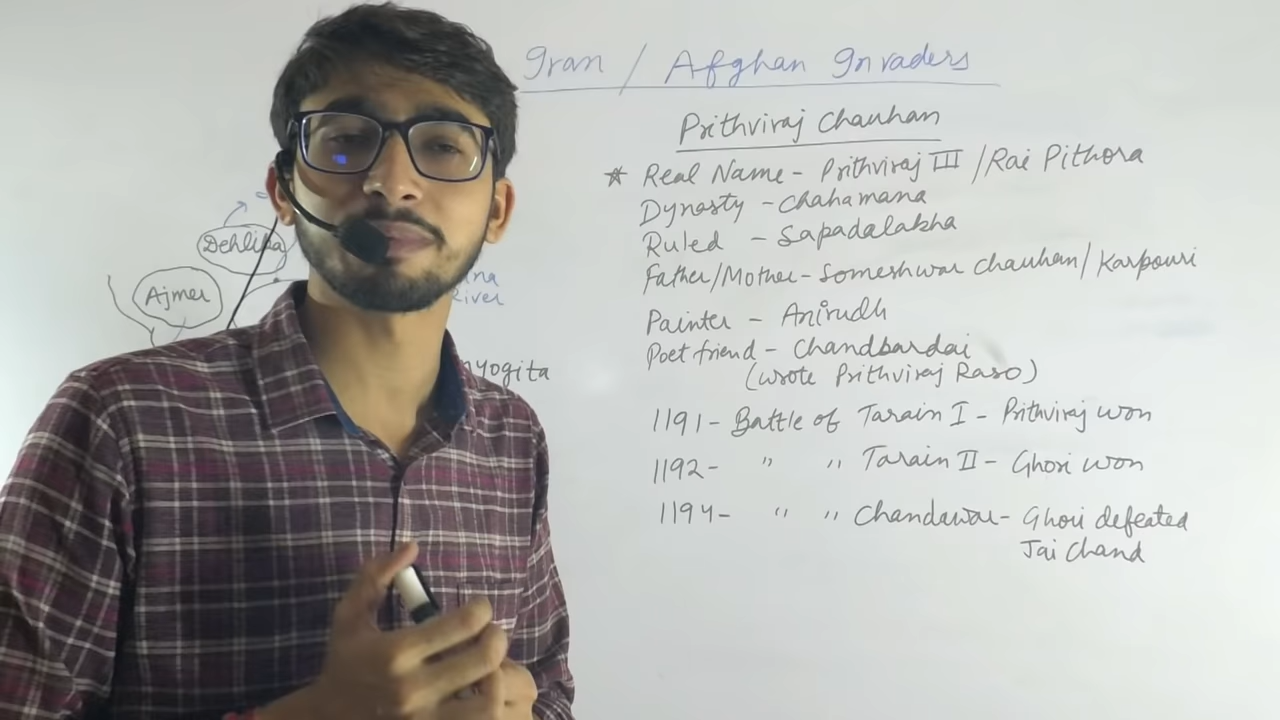 Iran / Afghan Invaders
Prithviraj Chauhan
* Real Name - Prithviraj III / Rai Pithora
Dynasty - Chahamana
Ruled - Sapadalakha
Father/Mother - Someshwar Chauhan / Karpouri
Painter - Anirudh
Poet friend - Chandbardai
(wrote Prithviraj Raso)
1191 - Battle of Tarain I - Prithviraj won
1192 - " " Tarain II - Ghori won
1194 - " " Chandawar - Ghori defeated
Jai Chand
Dehlika
Ajmer
River
nyogita